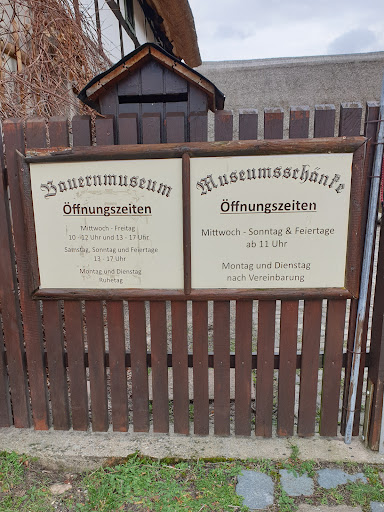 Bauernmuseum
Öffnungszeiten
Mittwoch - Freitag
10 -12 Uhr und 13 - 17 Uhr
Samstag, Sonntag und Feiertage
13 - 17 Uhr
Montag und Dienstag
Ruhetag
Museumsschänke
Öffnungszeiten
Mittwoch - Sonntag & Feiertage
ab 11 Uhr
Montag und Dienstag
nach Vereinbarung